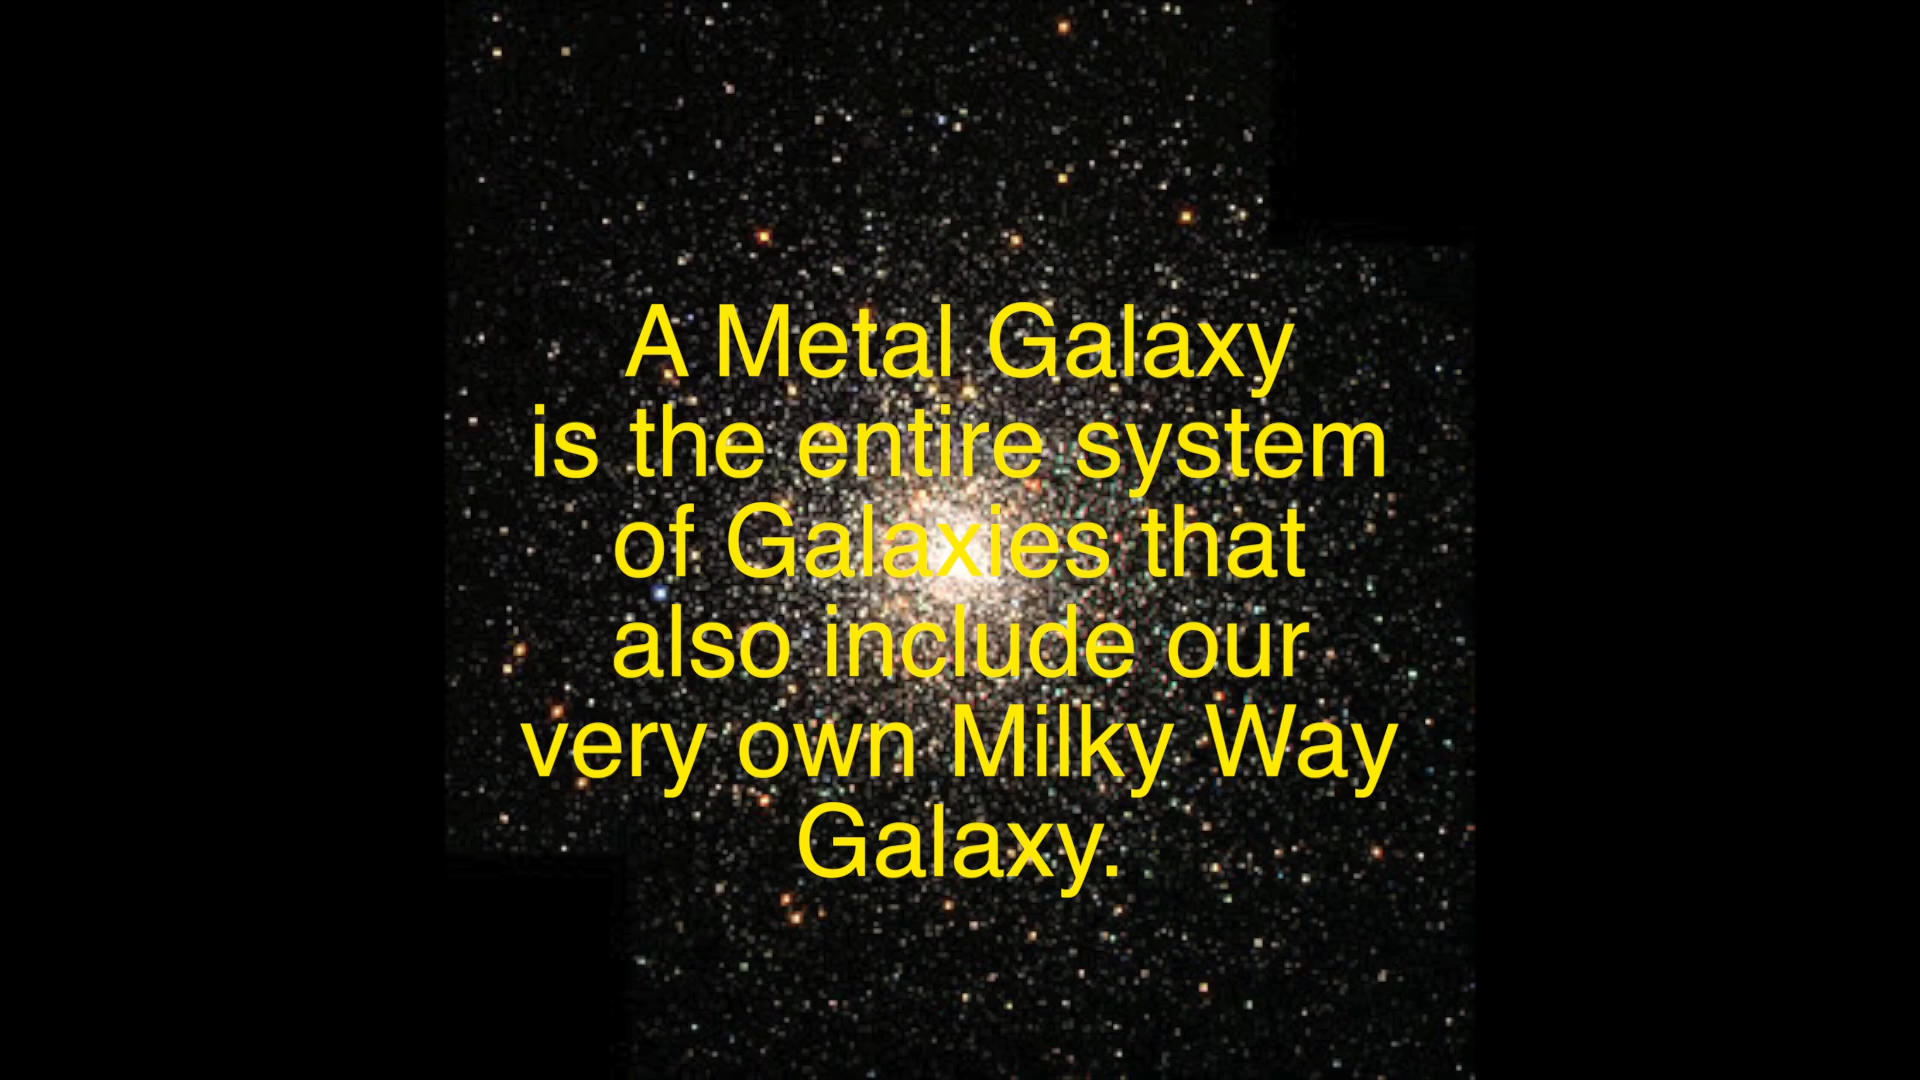 A Metal Galaxy
is the entire system
of Galaxies that
also include our
very own Milky Way
Galaxy.